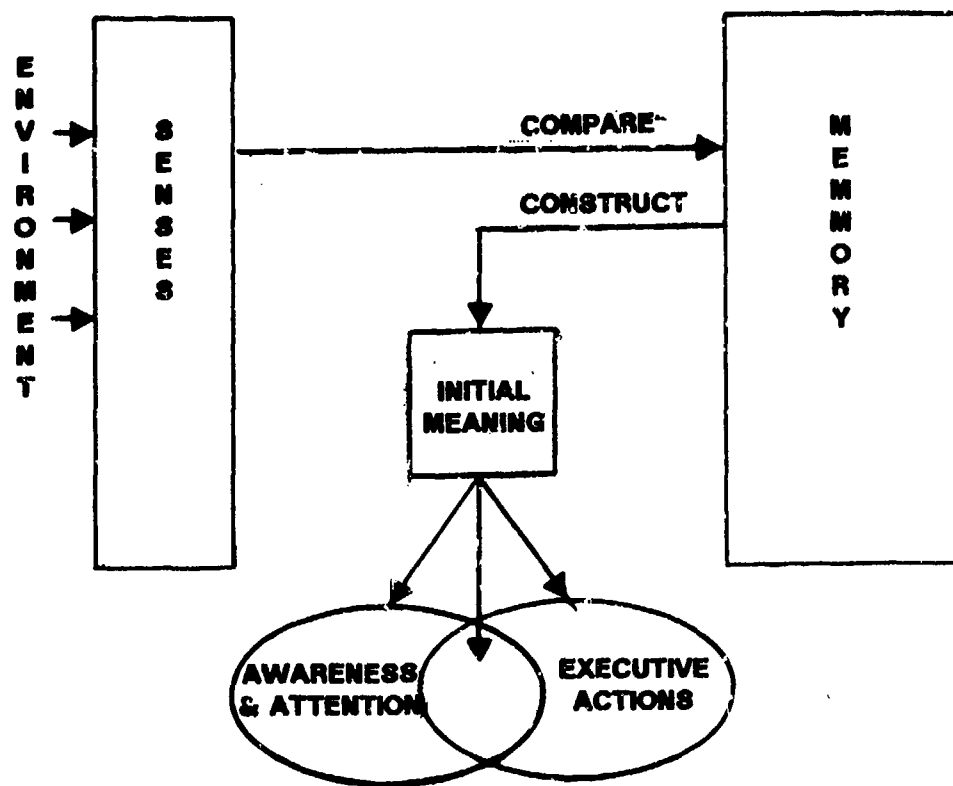 ENVIRONMENT
SENSES
COMPARE
CONSTRUCT
MEMMORY
INITIAL
MEANING
AWARENESS
& ATTENTION
EXECUTIVE
ACTIONS